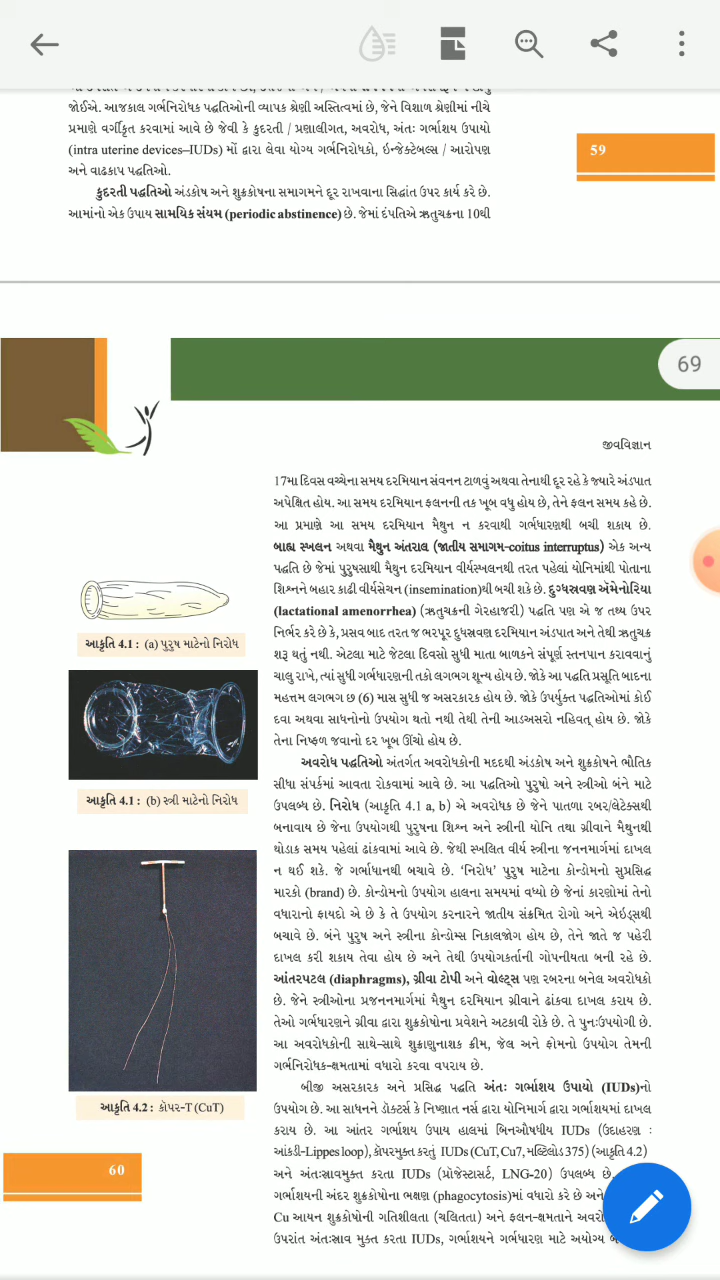 જોઈએ. આજકાલ ગર્ભનિરોધક પદ્ધતિઓની વ્યાપક શ્રેણી અસ્તિત્વમાં છે, જેને વિશાળ શ્રેણીમાં નીચે
પ્રમાણે વર્ગીકૃત કરવામાં આવે છે જેવી કે કુદરતી / પ્રણાલીગત, અવરોધ, અંતઃ ગર્ભાશય ઉપાયો
(intra uterine devices–IUDs) મોં દ્વારા લેવા યોગ્ય ગર્ભનિરોધકો, ઇન્જેક્ટેબલ્સ / આરોપણ
અને વાઢકાપ પદ્ધતિઓ.
કુદરતી પદ્ધતિઓ અંડકોષ અને શુક્રકોષના સમાગમને દૂર રાખવાના સિદ્ધાંત ઉપર કાર્ય કરે છે.
આમાંનો એક ઉપાય સામયિક સંયમ (periodic abstinence) છે. જેમાં દંપતિએ ઋતુચક્રના 10થી
59
69
જીવવિજ્ઞાન
17મા દિવસ વચ્ચેના સમય દરમિયાન સંવનન ટાળવું અથવા તેનાથી દૂર રહે કે જ્યારે અંડપાત
અપેક્ષિત હોય. આ સમય દરમિયાન ફલનની તક ખૂબ વધુ હોય છે, તેને ફલન સમય કહે છે.
આ પ્રમાણે આ સમય દરમિયાન મૈથુન ન કરવાથી ગર્ભધારણથી બચી શકાય છે.
બાહ્ય સ્ખલન અથવા મૈથુન અંતરાલ (જાતીય સમાગમ-coitus interruptus) એક અન્ય
પદ્ધતિ છે જેમાં પુરુષસાથી મૈથુન દરમિયાન વીર્યસ્ખલનથી તરત પહેલાં યોનિમાંથી પોતાના
શિશ્નને બહાર કાઢી વીર્યસેચન (insemination)થી બચી શકે છે. દુગ્ધસ્રવણ ઍમેનોરિયા
(lactational amenorrhea) (ઋતુચક્રની ગેરહાજરી) પદ્ધતિ પણ એ જ તથ્ય ઉપર
નિર્ભર કરે છે કે, પ્રસવ બાદ તરત જ ભરપૂર દુધસ્રવણ દરમિયાન અંડપાત અને તેથી ઋતુચક્ર
શરૂ થતું નથી. એટલા માટે જેટલા દિવસો સુધી માતા બાળકને સંપૂર્ણ સ્તનપાન કરાવવાનું
ચાલુ રાખે, ત્યાં સુધી ગર્ભધારણની તકો લગભગ શૂન્ય હોય છે. જોકે આ પદ્ધતિ પ્રસૂતિ બાદના
મહત્તમ લગભગ છ (6) માસ સુધી જ અસરકારક હોય છે. જોકે ઉપર્યુક્ત પદ્ધતિઓમાં કોઈ
દવા અથવા સાધનોનો ઉપયોગ થતો નથી તેથી તેની આડઅસરો નહિવત્ હોય છે. જોકે
તેના નિષ્ફળ જવાનો દર ખૂબ ઊંચો હોય છે.
અવરોધ પદ્ધતિઓ અંતર્ગત અવરોધકોની મદદથી અંડકોષ અને શુક્રકોષને ભૌતિક
સીધા સંપર્કમાં આવતા રોકવામાં આવે છે. આ પદ્ધતિઓ પુરુષો અને સ્ત્રીઓ બંને માટે
ઉપલબ્ધ છે. નિરોધ (આકૃતિ 4.1 a, b) એ અવરોધક છે જેને પાતળા રબર/લેટેક્સથી
બનાવાય છે જેના ઉપયોગથી પુરુષના શિશ્ન અને સ્ત્રીની યોનિ તથા ગ્રીવાને મૈથુનથી
થોડાક સમય પહેલાં ઢાંકવામાં આવે છે. જેથી સ્ખલિત વીર્ય સ્ત્રીના જનનમાર્ગમાં દાખલ
ન થઈ શકે. જે ગર્ભાધાનથી બચાવે છે. 'નિરોધ' પુરુષ માટેના કોન્ડોમનો સુપ્રસિદ્ધ
મારકો (brand) છે. કોન્ડોમનો ઉપયોગ હાલના સમયમાં વધ્યો છે જેનાં કારણોમાં તેનો
વધારાનો ફાયદો એ છે કે તે ઉપયોગ કરનારને જાતીય સંક્રમિત રોગો અને એઇડ્સથી
બચાવે છે. બંને પુરુષ અને સ્ત્રીના કોન્ડોમ્સ નિકાલજોગ હોય છે, તેને જાતે જ પહેરી
દાખલ કરી શકાય તેવા હોય છે અને તેથી ઉપયોગકર્તાની ગોપનીયતા બની રહે છે.
આંતરપટલ (diaphragms), ગ્રીવા ટોપી અને વોલ્ટ્સ પણ રબરના બનેલ અવરોધકો
છે. જેને સ્ત્રીઓના પ્રજનનમાર્ગમાં મૈથુન દરમિયાન ગ્રીવાને ઢાંકવા દાખલ કરાય છે.
તેઓ ગર્ભધારણને ગ્રીવા દ્વારા શુક્રકોષોના પ્રવેશને અટકાવી રોકે છે. તે પુનઃઉપયોગી છે.
આ અવરોધકોની સાથે-સાથે શુક્રાણુનાશક ક્રીમ, જેલ અને ફોમનો ઉપયોગ તેમની
ગર્ભનિરોધક-ક્ષમતામાં વધારો કરવા વપરાય છે.
બીજી અસરકારક અને પ્રસિદ્ધ પદ્ધતિ અંતઃ ગર્ભાશય ઉપાયો (IUDs)નો
ઉપયોગ છે. આ સાધનને ડૉક્ટર્સ કે નિષ્ણાત નર્સ દ્વારા યોનિમાર્ગ દ્વારા ગર્ભાશયમાં દાખલ
કરાય છે. આ આંતર ગર્ભાશય ઉપાય હાલમાં બિનઔષધીય IUDs (ઉદાહરણ :
આંકડી-Lippes loop), કૉપરમુક્ત કરતું IUDs (CuT, Cu7, મલ્ટિલોડ 375) (આકૃતિ 4.2)
અને અંતઃસ્રાવમુક્ત કરતા IUDs (પ્રૉજેસ્ટાસર્ટ, LNG-20) ઉપલબ્ધ છે.
ગર્ભાશયની અંદર શુક્રકોષોના ભક્ષણ (phagocytosis)માં વધારો કરે છે અને
Cu આયન શુક્રકોષોની ગતિશીલતા (ચલિતતા) અને ફલન-ક્ષમતાને
ઉપરાંત અંતઃસ્રાવ મુક્ત કરતા IUDs, ગર્ભાશયને ગર્ભધારણ માટે અયોગ્ય
આકૃતિ 4.1 : (a) પુરુષ માટેનો નિરોધ
આકૃતિ 4.1 : (b) સ્ત્રી માટેનો નિરોધ
આકૃતિ 4.2 : કૉપર-T (CuT)
60